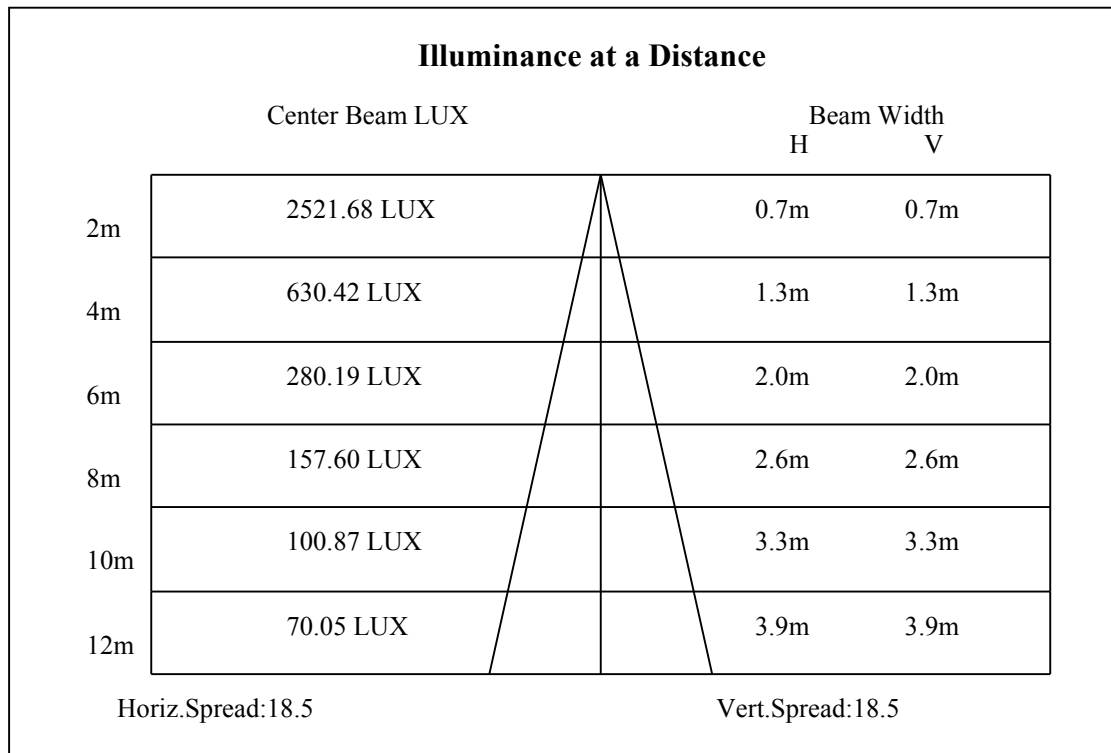 Illuminance at a Distance
Center Beam LUX Beam Width
H V
2521.68 LUX 0.7m 0.7m
2m
630.42 LUX 1.3m 1.3m
4m
280.19 LUX 2.0m 2.0m
6m
157.60 LUX 2.6m 2.6m
8m
100.87 LUX 3.3m 3.3m
10m
70.05 LUX 3.9m 3.9m
12m
Horiz.Spread:18.5 Vert.Spread:18.5